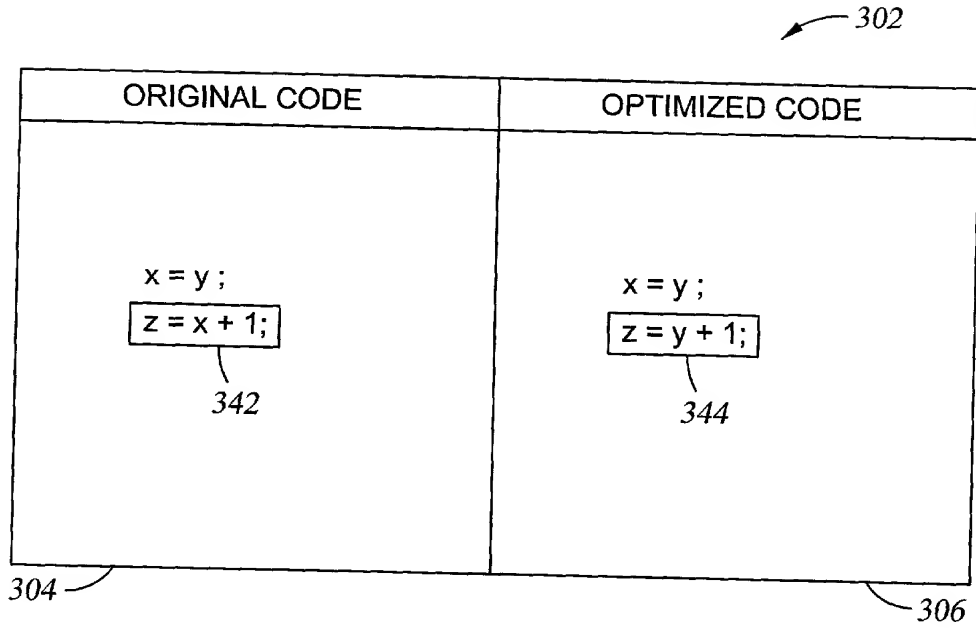 302
ORIGINAL CODE
OPTIMIZED CODE
x = y ;
z = x + 1;
342
x = y ;
z = y + 1;
344
304
306